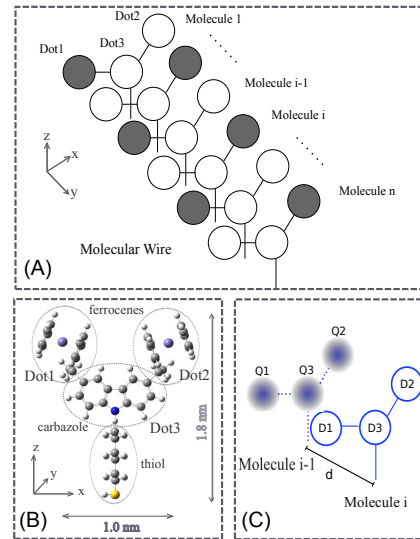 Dot2
Molecule 1
Dot1
Dot3
Molecule i-1
Molecule i
Molecule n
z
x
y
Molecular Wire
(A)
ferrocenes
Dot1
Dot2
carbazole
Dot3
thiol
1.8 nm
z
y
x
(B)
1.0 nm
Q2
Q1
Q3
D2
D1
D3
Molecule i-1
d
Molecule i
(C)